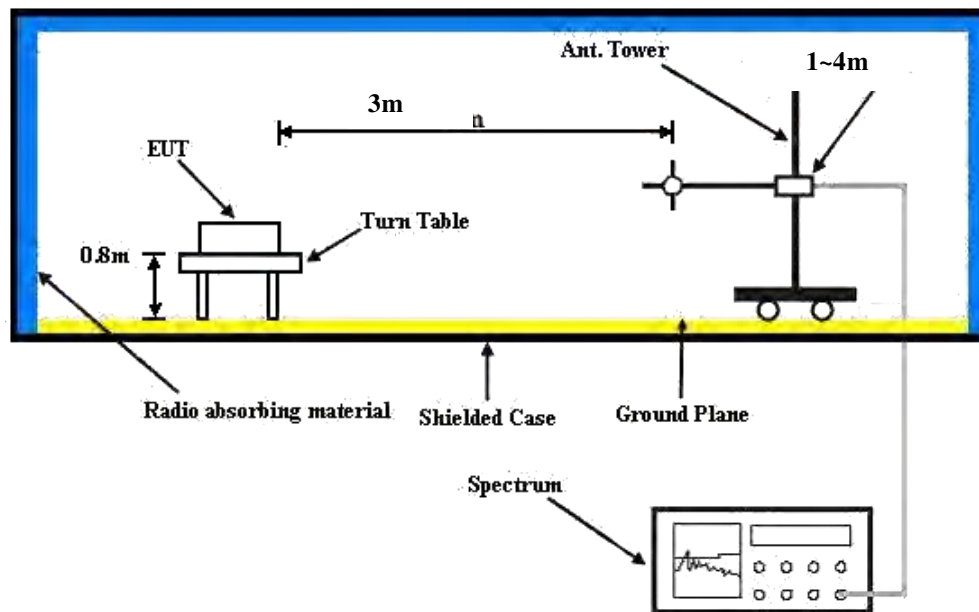 Ant. Tower
1~4m
3m
n
EUT
Turn Table
0.8m
Radio absorbing material
Shielded Case
Ground Plane
Spectrum